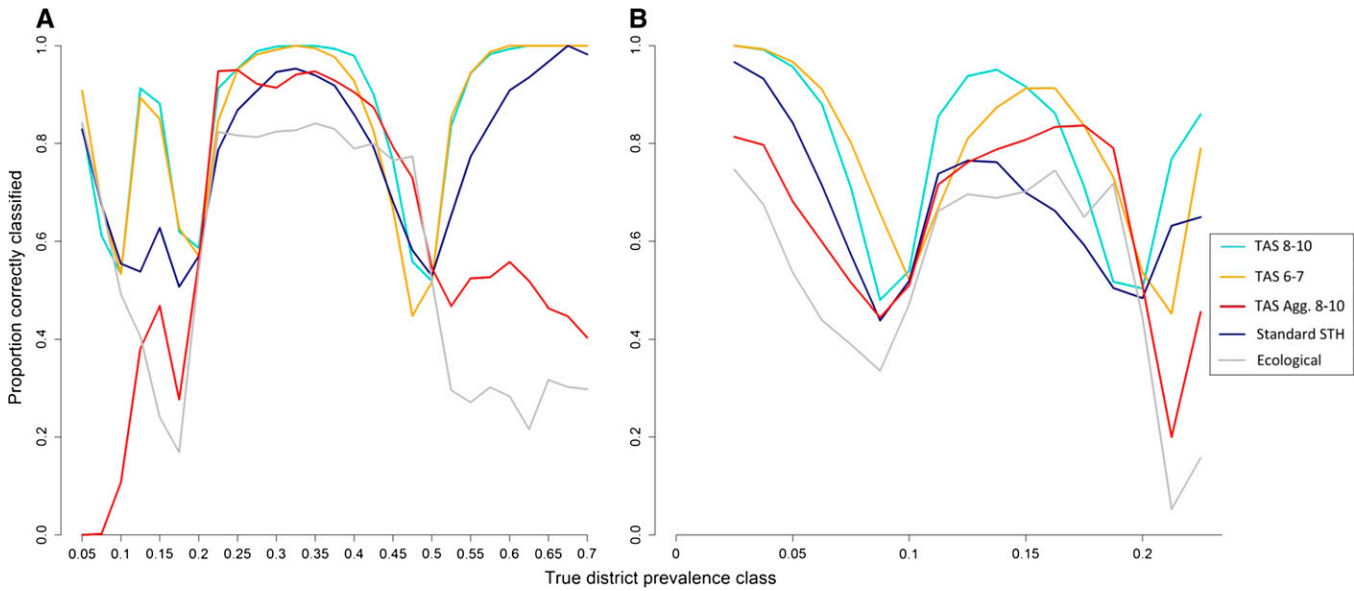 A
B
Proportion correctly classified
1.0
0.8
0.6
0.4
0.2
0.0
0.05 0.1 0.15 0.2 0.25 0.3 0.35 0.4 0.45 0.5 0.55 0.6 0.65 0.7
1.0
0.8
0.6
0.4
0.2
0.0
0 0.05 0.1 0.15 0.2
True district prevalence class
TAS 8-10
TAS 6-7
TAS Agg. 8-10
Standard STH
Ecological